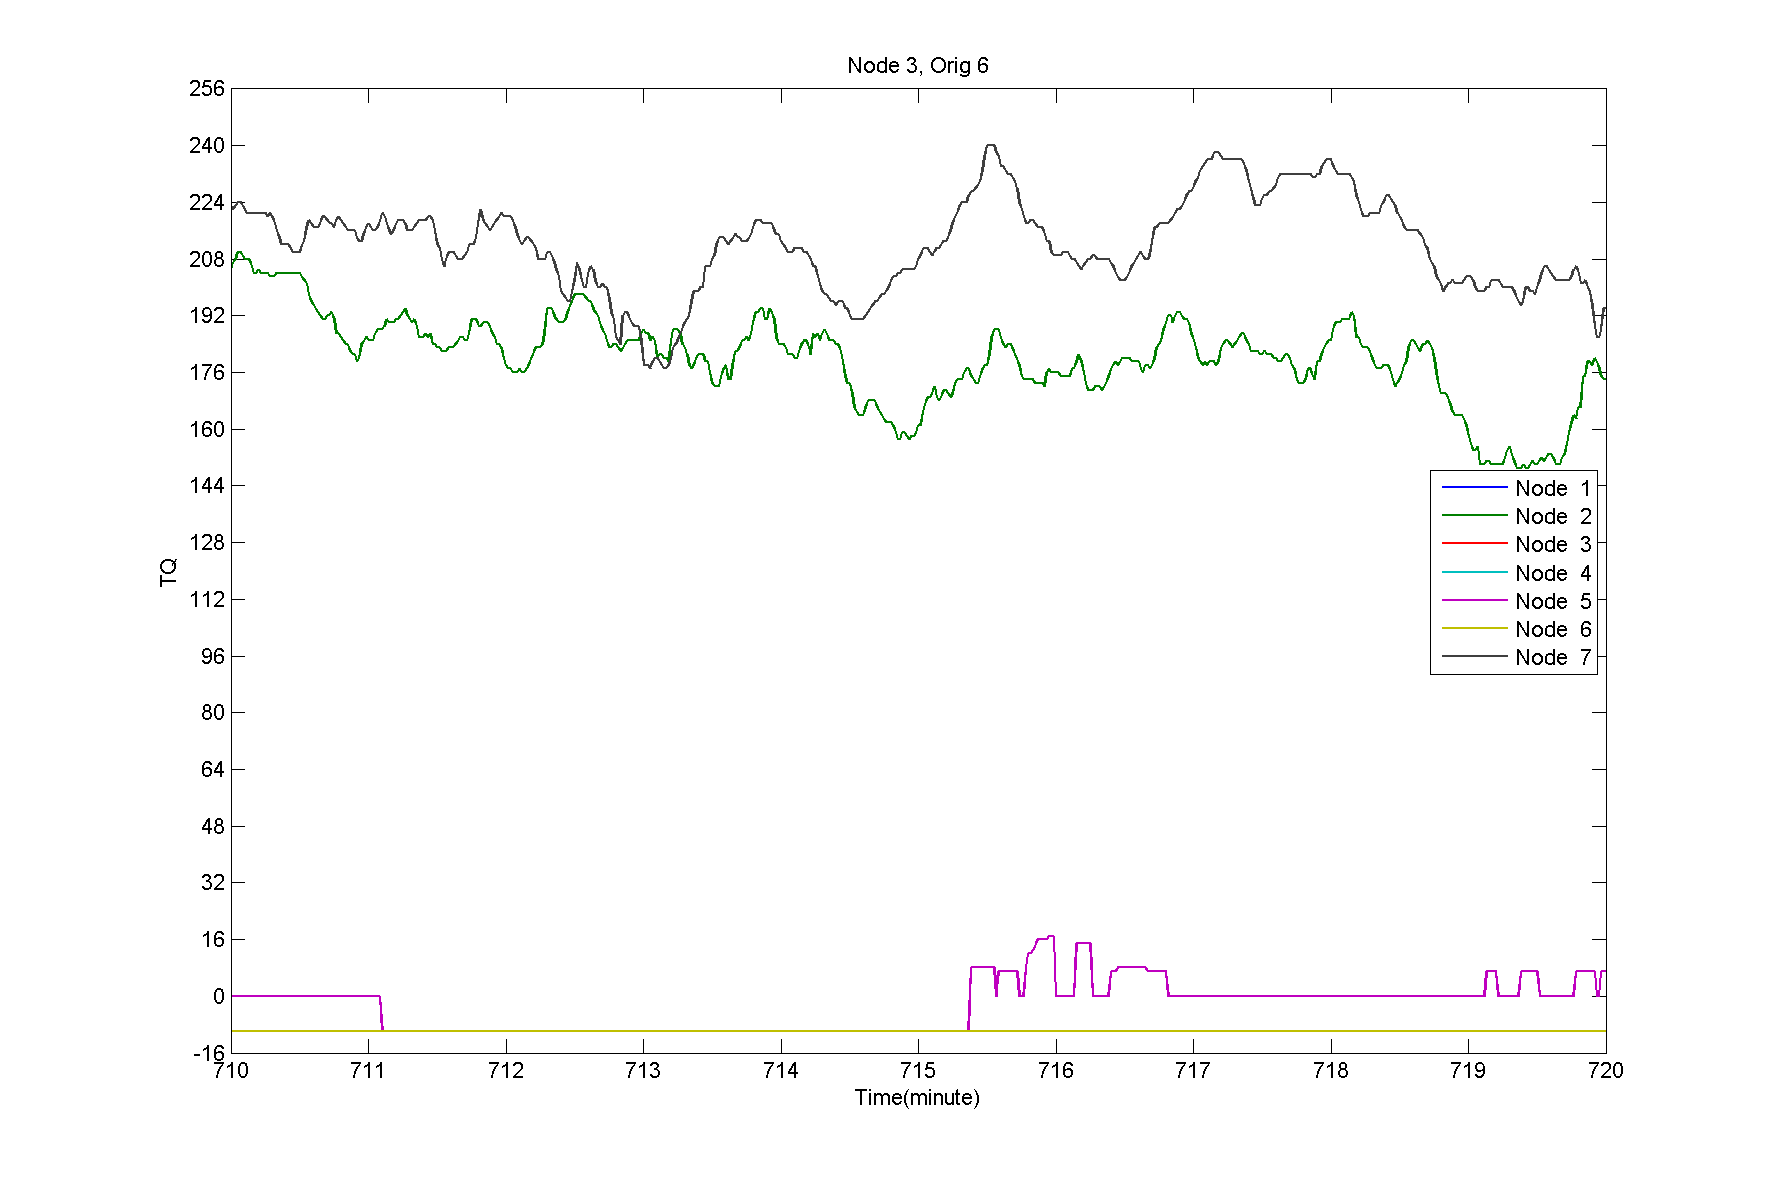 Node 3, Orig 6
256
240
224
208
192
176
160
144
128
112
96
80
64
48
32
16
0
-16
TQ
Node 1
Node 2
Node 3
Node 4
Node 5
Node 6
Node 7
710 711 712 713 714 715 716 717 718 719 720
Time(minute)